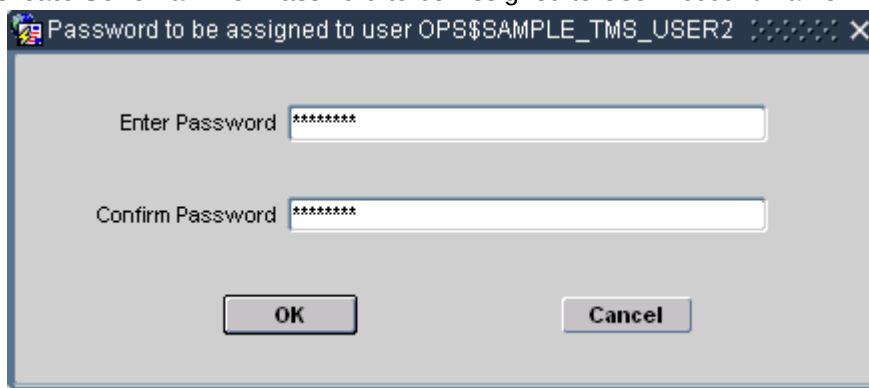 Password to be assigned to user OPS$SAMPLE_TMS_USER2
Enter Password ********
Confirm Password ********
OK Cancel